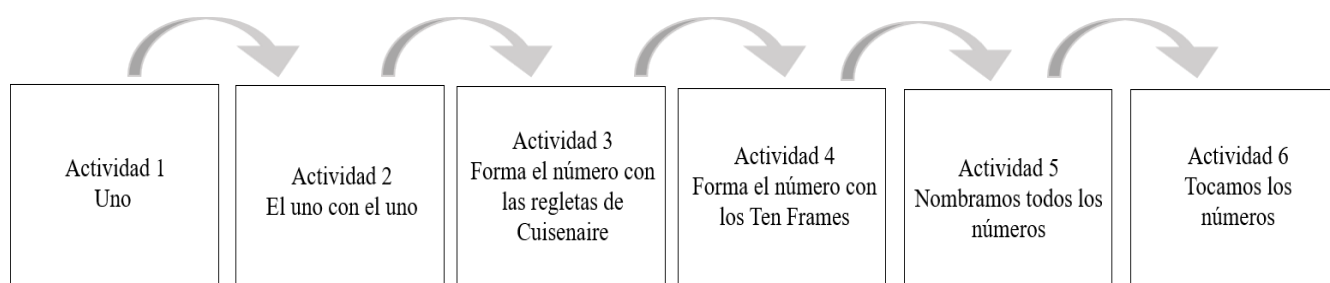 Actividad 1
Uno
Actividad 2
El uno con el uno
Actividad 3
Forma el número con
las regletas de
Cuisenaire
Actividad 4
Forma el número con
los Ten Frames
Actividad 5
Nombramos todos los
números
Actividad 6
Tocamos los
números